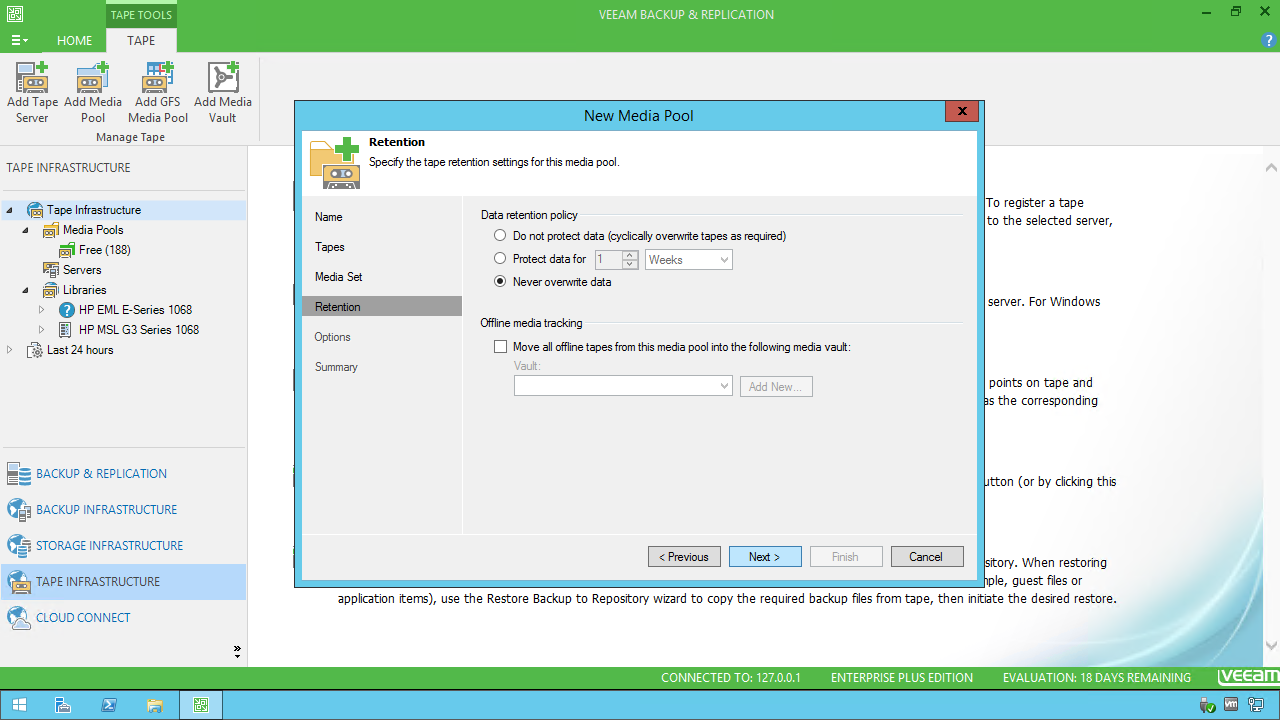 TAPE TOOLS
VEEAM BACKUP & REPLICATION
HOME
TAPE
Add Tape Server
Add Media Pool
Add GFS Media Pool
Add Media Vault
Manage Tape
TAPE INFRASTRUCTURE
Tape Infrastructure
Media Pools
Free (188)
Servers
Libraries
HP EML E-Series 1068
HP MSL G3 Series 1068
Last 24 hours
BACKUP & REPLICATION
BACKUP INFRASTRUCTURE
STORAGE INFRASTRUCTURE
TAPE INFRASTRUCTURE
CLOUD CONNECT
New Media Pool
Retention
Specify the tape retention settings for this media pool.
Name
Tapes
Media Set
Retention
Options
Summary
Data retention policy
Do not protect data (cyclically overwrite tapes as required)
Protect data for 1 Weeks
Never overwrite data
Offline media tracking
Move all offline tapes from this media pool into the following media vault:
Vault:
Add New...
< Previous
Next >
Finish
Cancel
To register a tape
to the selected server,
server. For Windows
points on tape and
as the corresponding
utton (or by clicking this
sitory. When restoring
mple, guest files or
application items), use the Restore Backup to Repository wizard to copy the required backup files from tape, then initiate the desired restore.
CONNECTED TO: 127.0.0.1
ENTERPRISE PLUS EDITION
EVALUATION: 18 DAYS REMAINING
veeam
vm